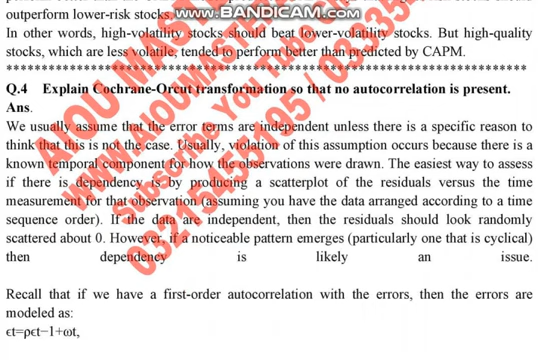 outperform lower-risk stocks,
www.BANDICAM.com
In other words, high-volatility stocks should beat lower-volatility stocks. But high-quality
stocks, which are less volatile, tended to perform better than predicted by CAPM.
Q.4 Explain Cochrane-Orcut transformation so that no autocorrelation is present.
Ans.
We usually assume that the error terms are independent unless there is a specific reason to
think that this is not the case. Usually, violation of this assumption occurs because there is a
known temporal component for how the observations were drawn. The easiest way to assess
if there is dependency is by producing a scatterplot of the residuals versus the time
measurement for that observation (assuming you have the data arranged according to a time
sequence order). If the data are independent, then the residuals should look randomly
scattered about 0. However, if a noticeable pattern emerges (particularly one that is cyclical)
then dependency is likely an issue.
Recall that if we have a first-order autocorrelation with the errors, then the errors are
modeled as:
ϵt=ρϵt−1+ωt,